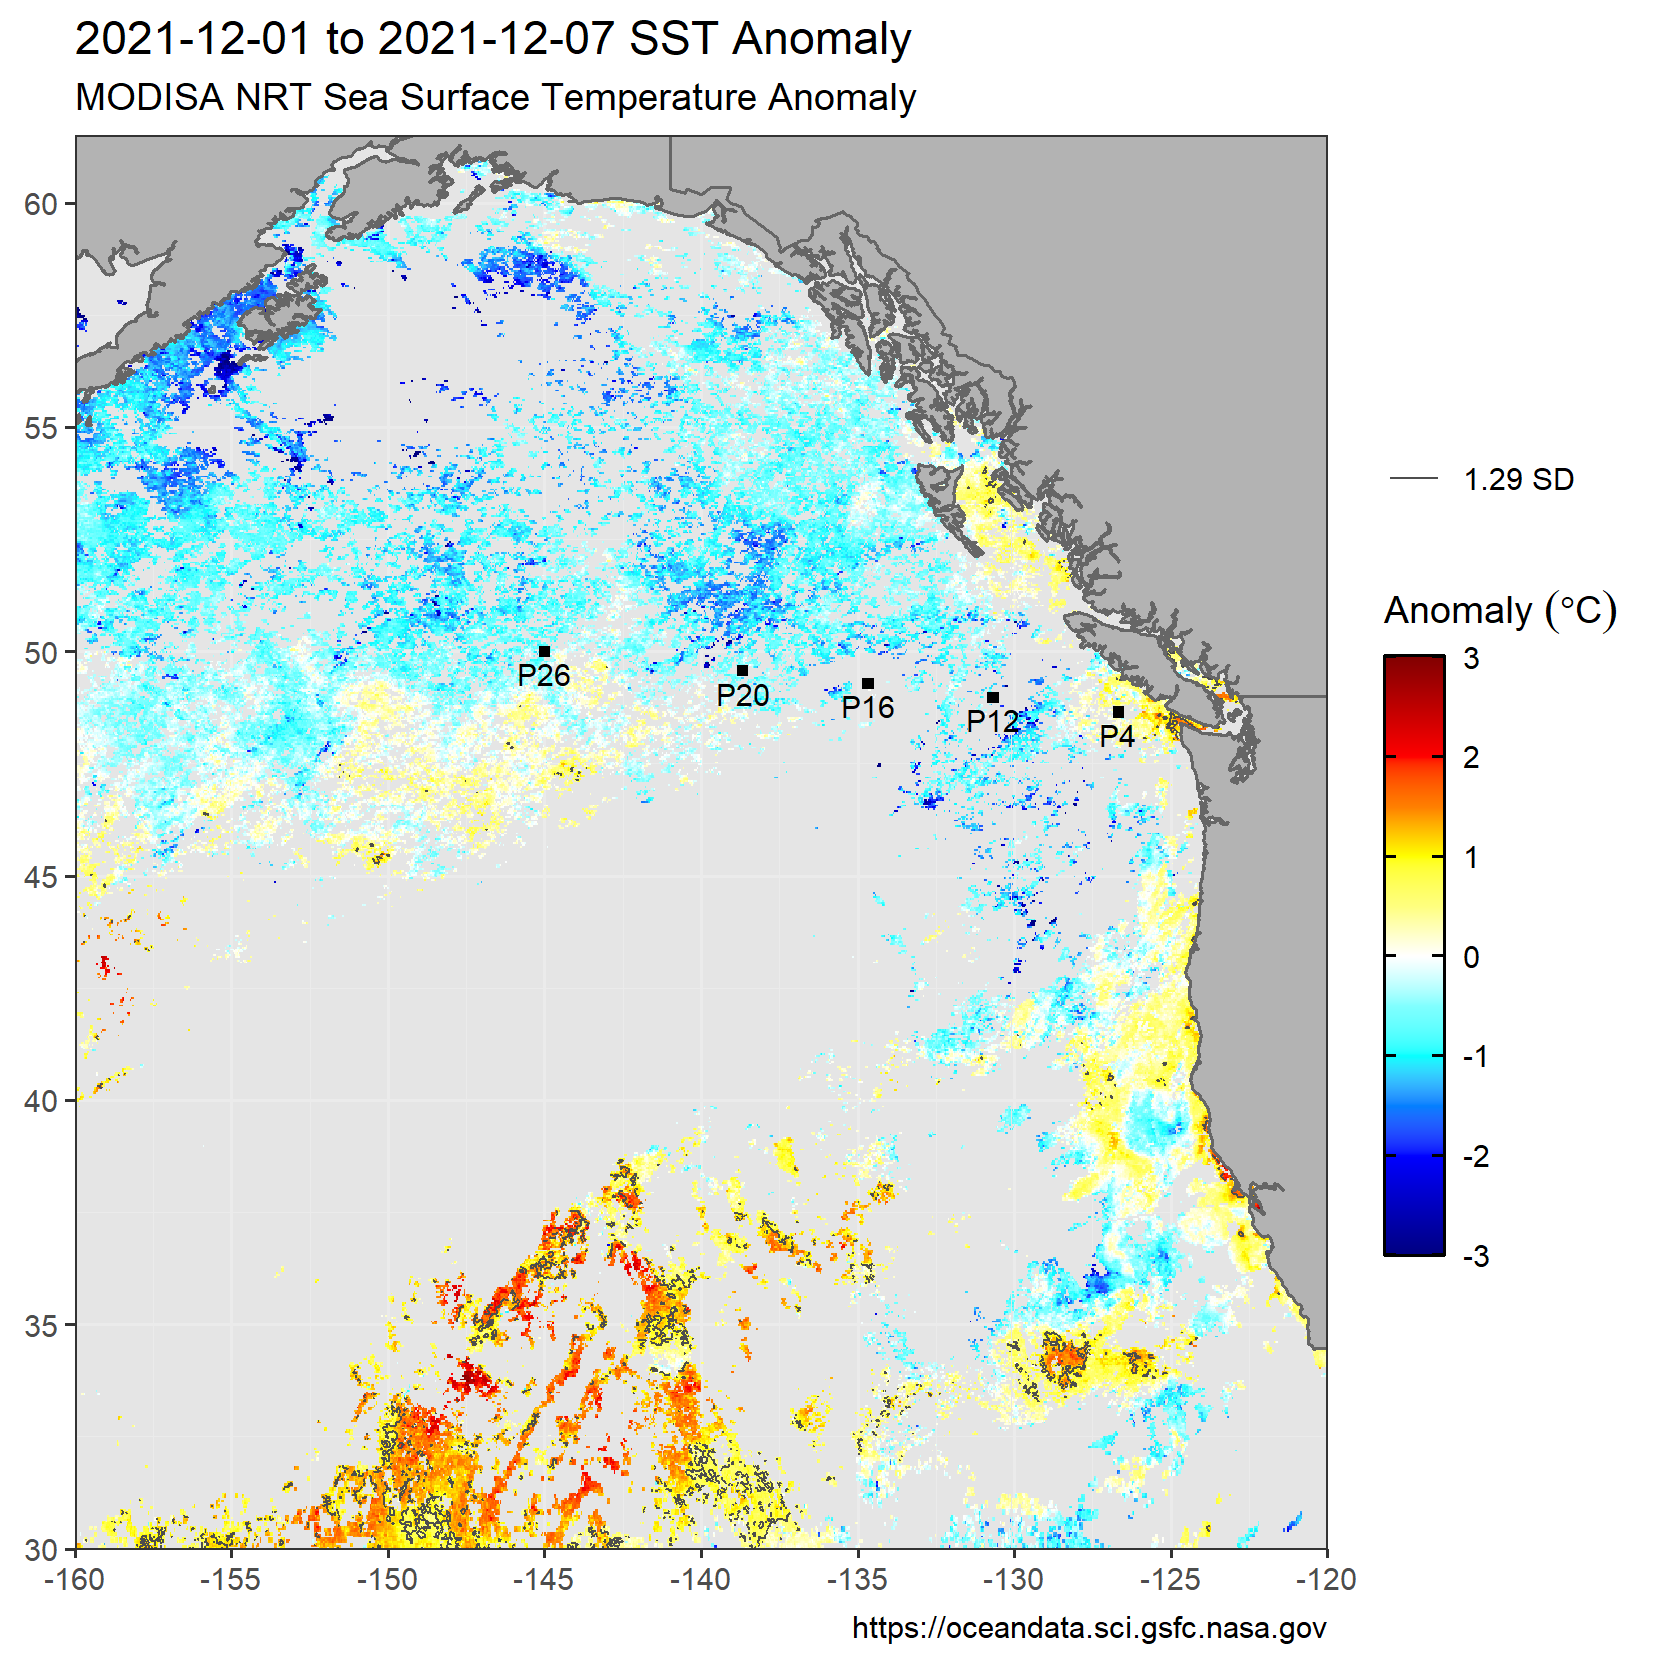 2021-12-01 to 2021-12-07 SST Anomaly
MODISA NRT Sea Surface Temperature Anomaly
60
55
50
45
40
35
30
-160
-155
-150
-145
-140
-135
-130
-125
-120
P26
P20
P16
P12
P4
1.29 SD
Anomaly (°C)
3
2
1
0
-1
-2
-3
https://oceandata.sci.gsfc.nasa.gov